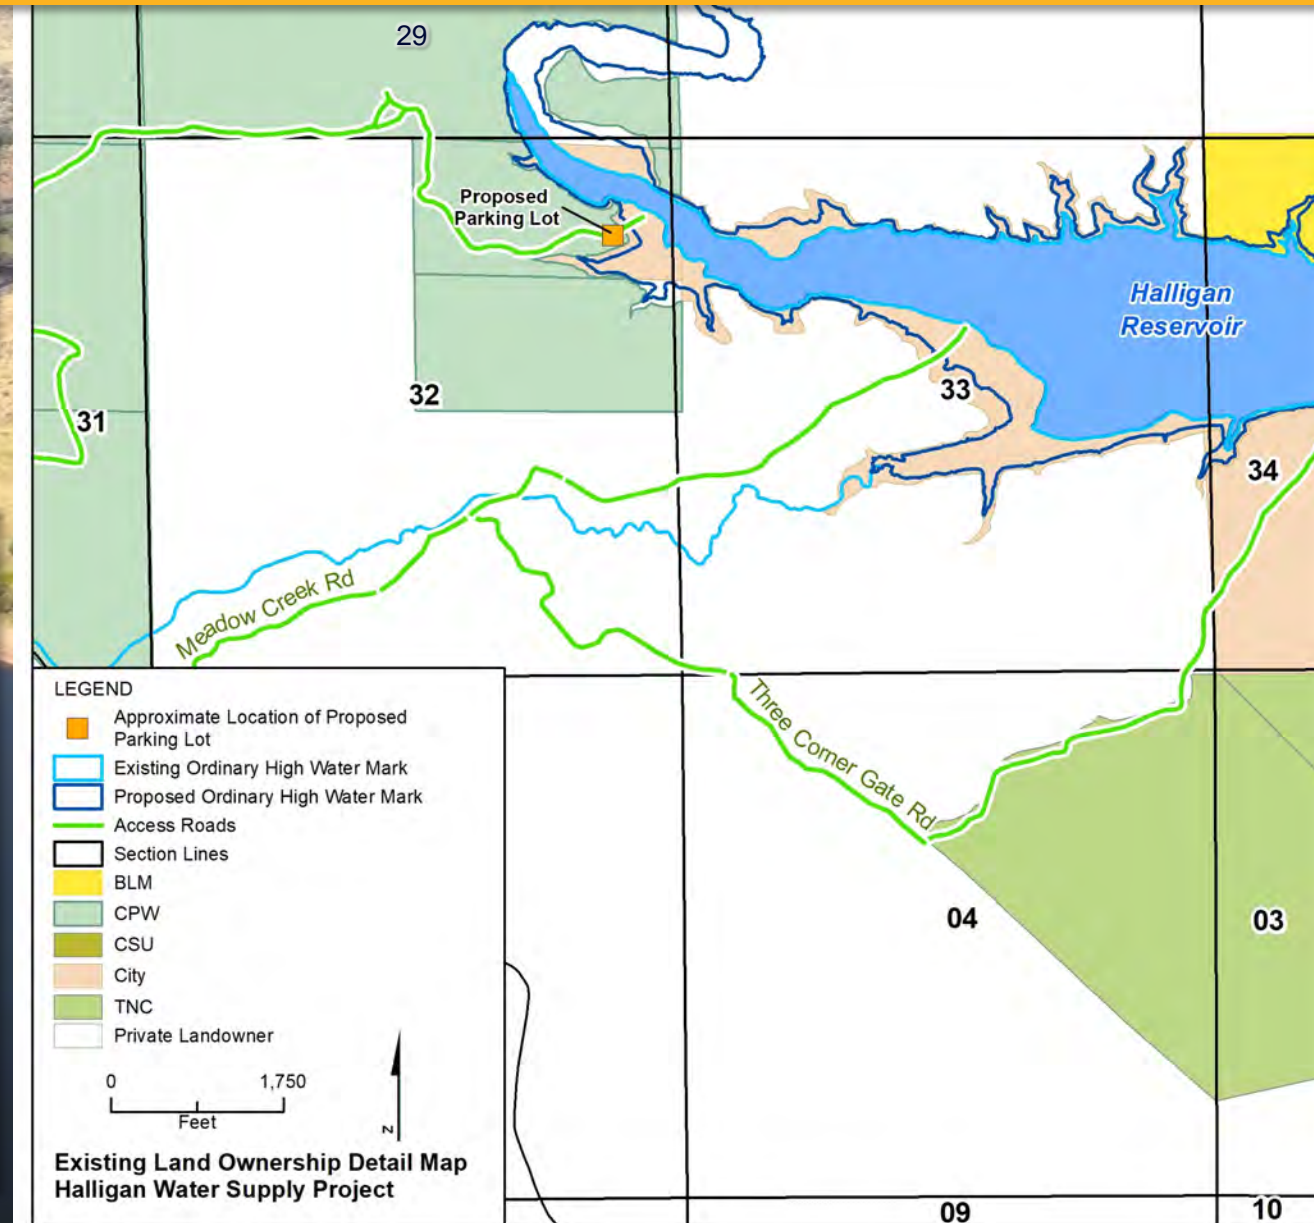 29
Proposed
Parking Lot
Halligan
Reservoir
32
33
31
34
Meadow Creek Rd
Three Corner Gate Rd
04
03
09
10
LEGEND
Approximate Location of Proposed
Parking Lot
Existing Ordinary High Water Mark
Proposed Ordinary High Water Mark
Access Roads
Section Lines
BLM
CPW
CSU
City
TNC
Private Landowner
0 1,750
Feet
N
Existing Land Ownership Detail Map
Halligan Water Supply Project